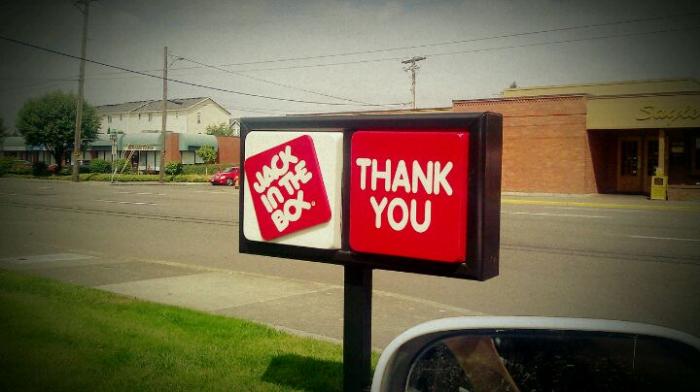 JACK
IN THE
BOX
THANK
YOU